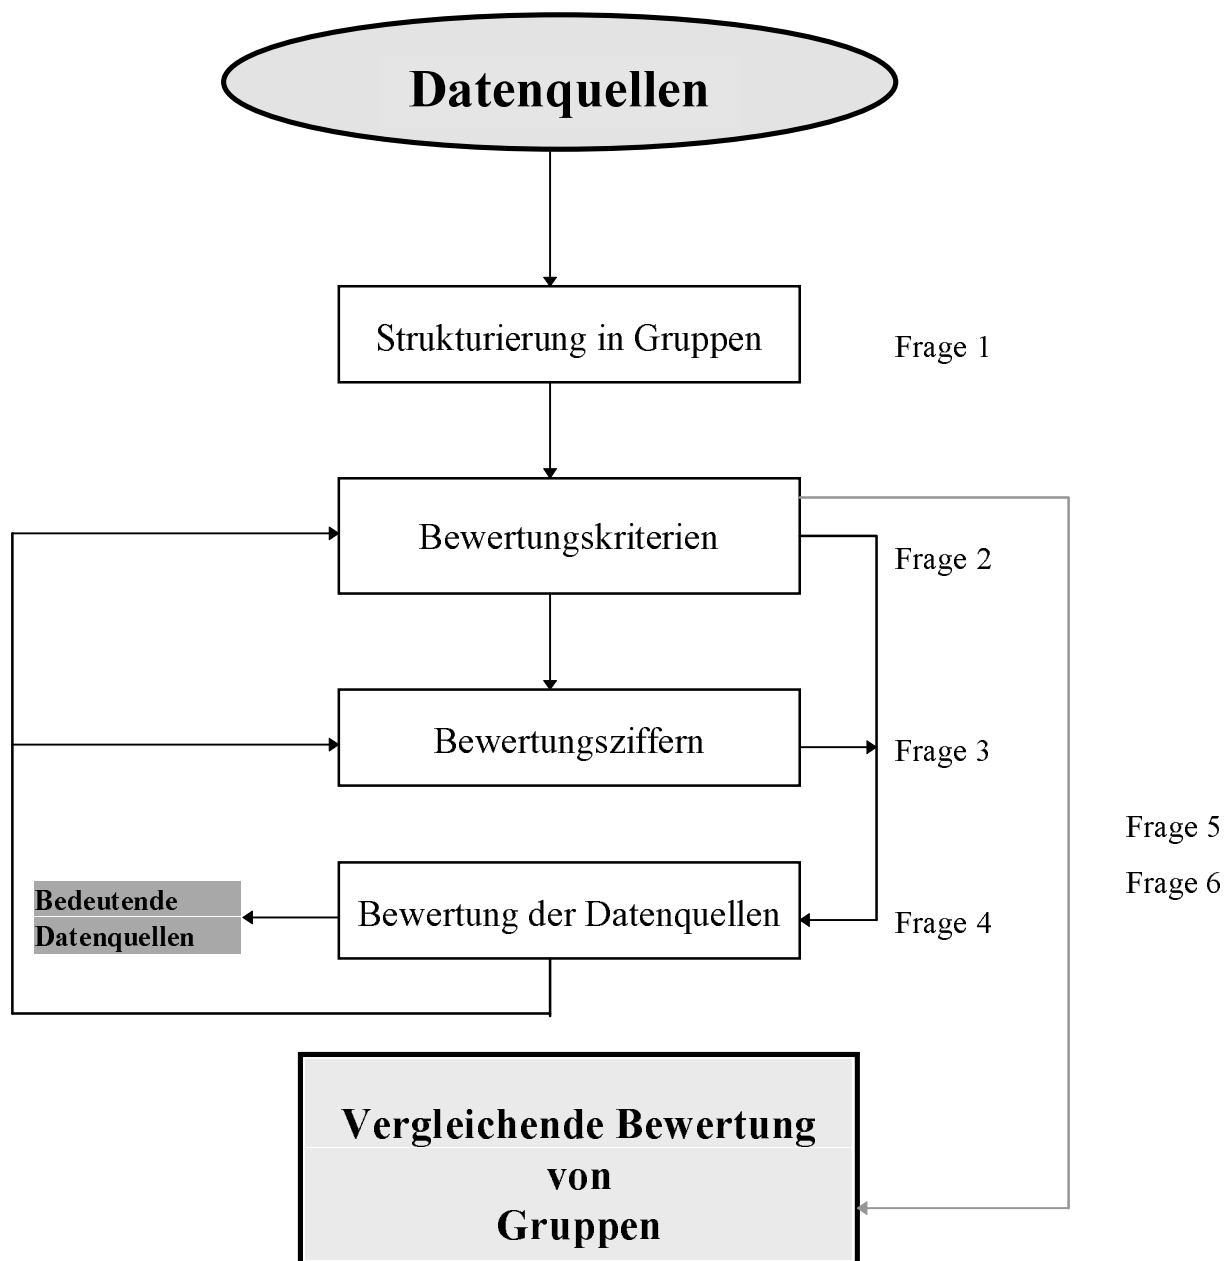 Datenquellen
Strukturierung in Gruppen
Frage 1
Bewertungskriterien
Frage 2
Bewertungsziffern
Frage 3
Frage 5
Frage 6
Bedeutende
Datenquellen
Bewertung der Datenquellen
Frage 4
Vergleichende Bewertung
von
Gruppen